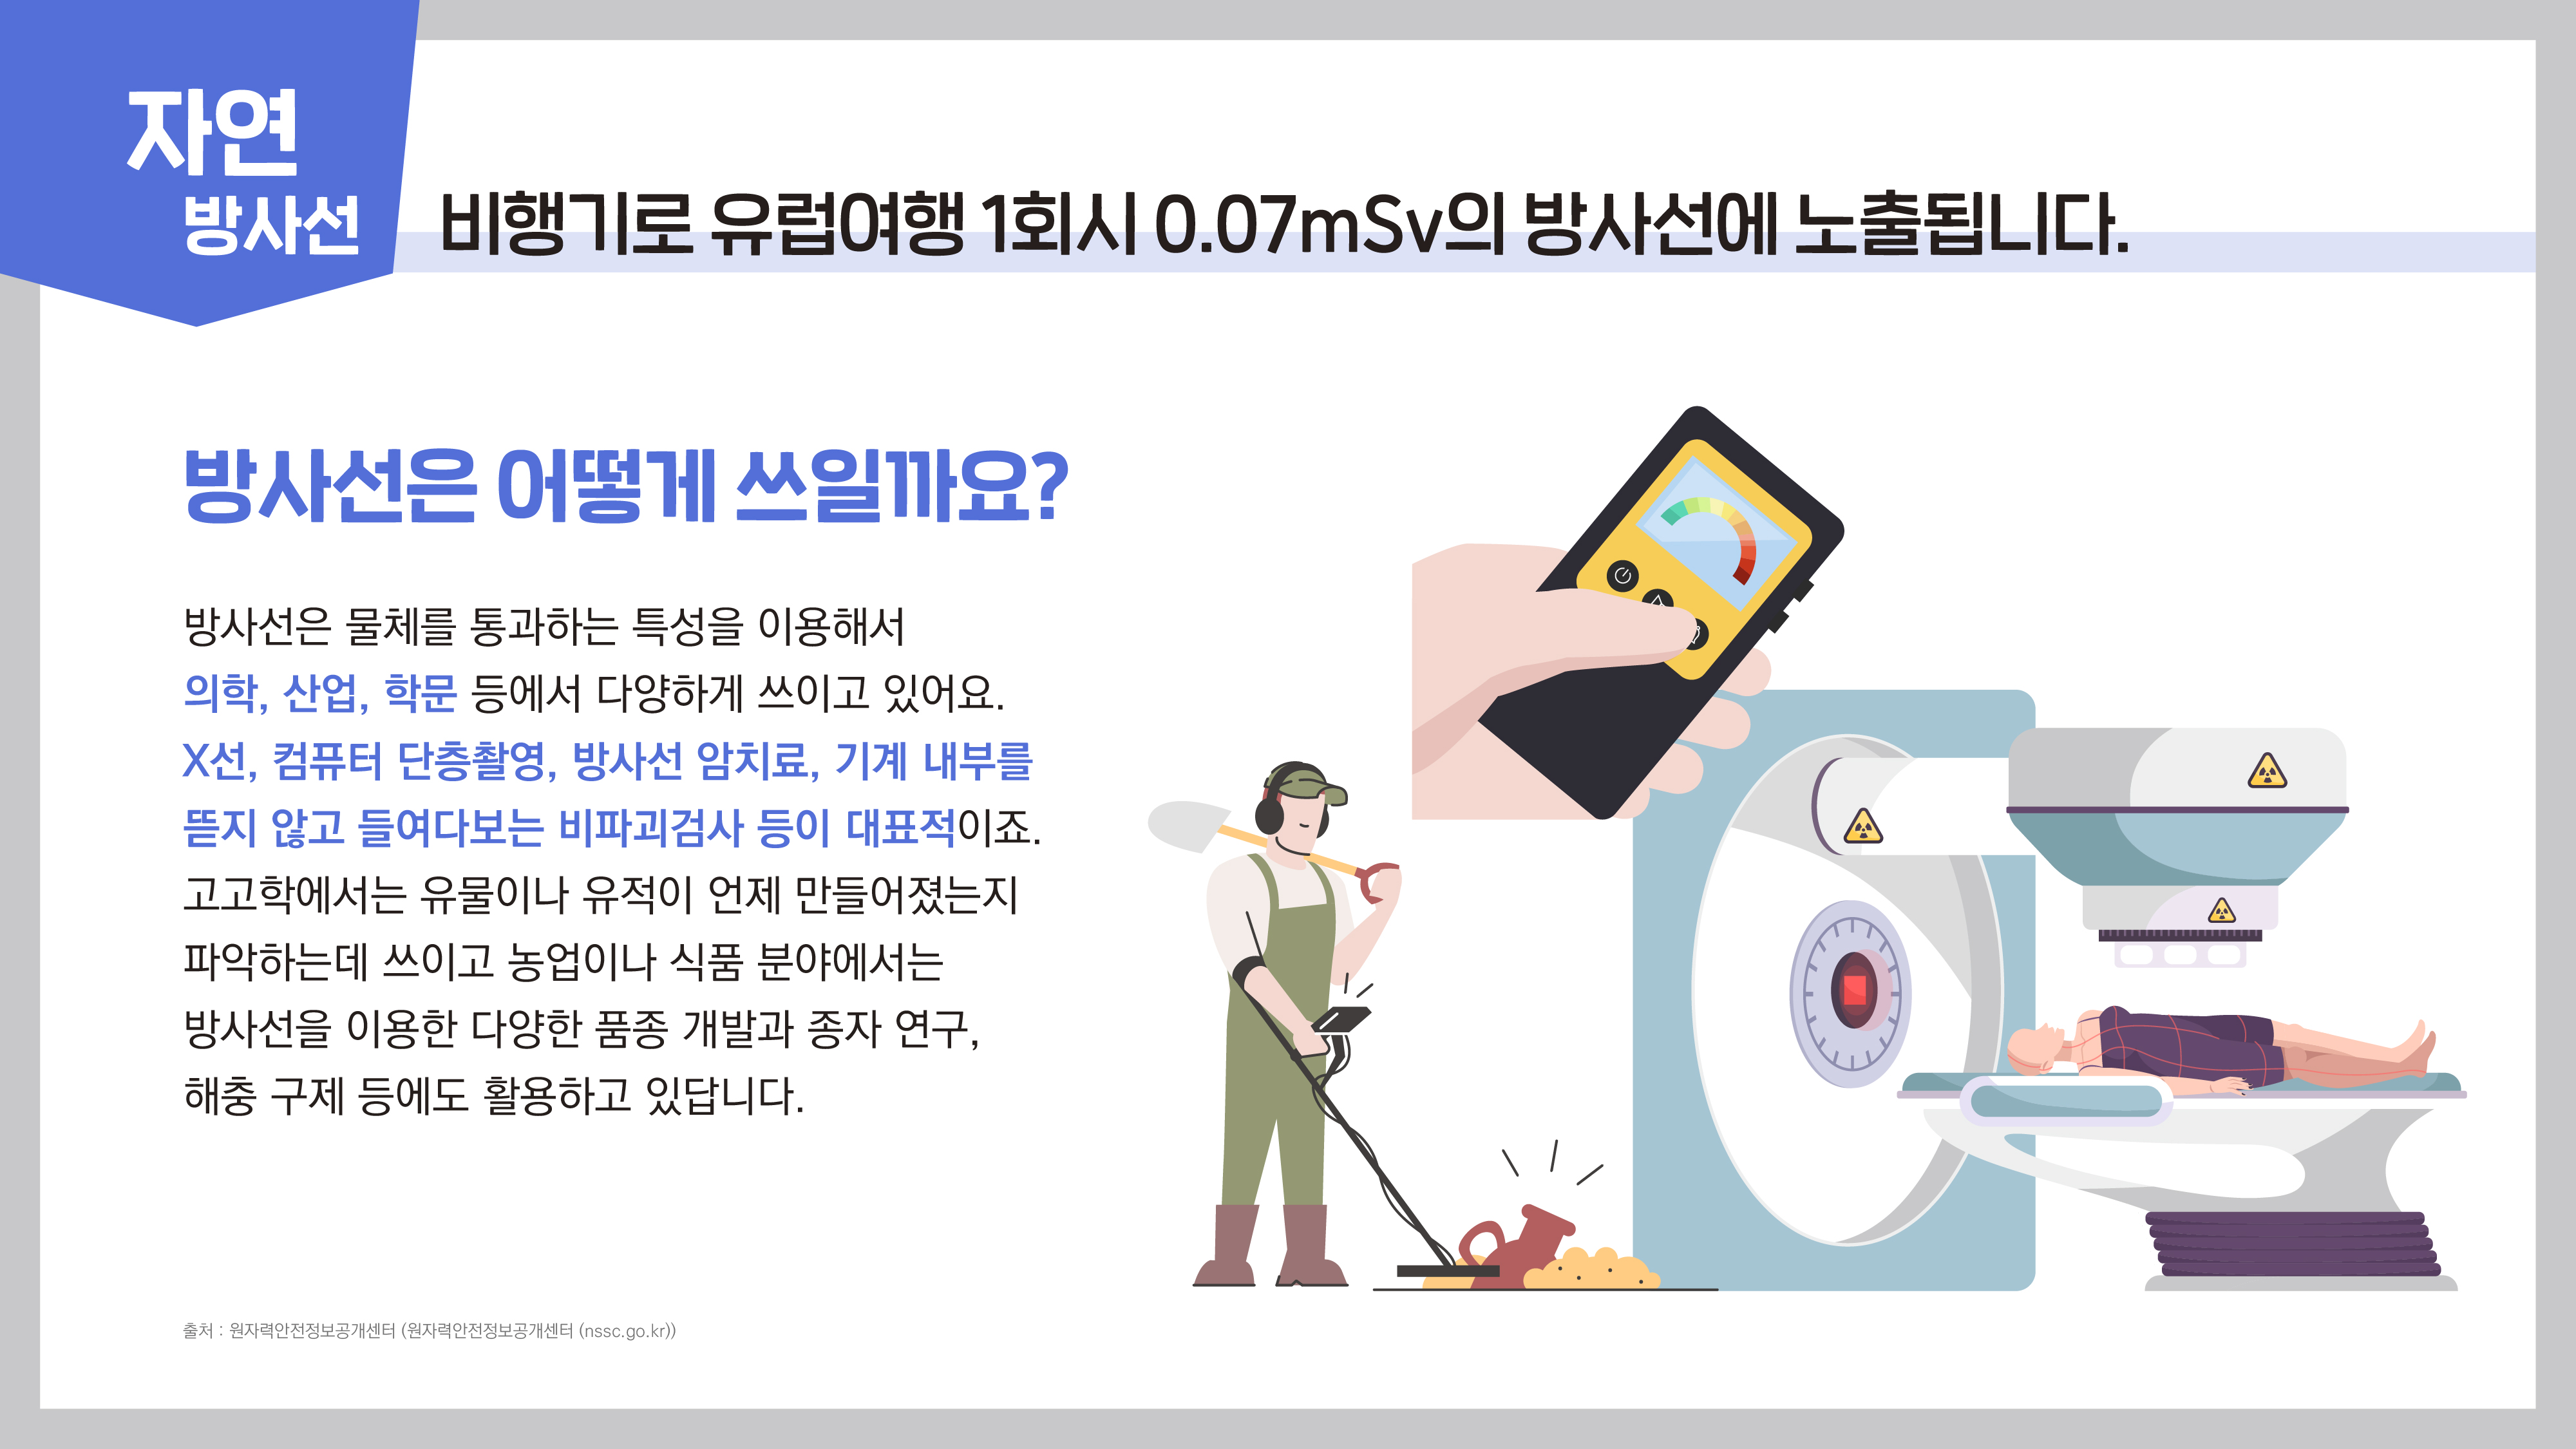 자연
방사선
비행기로 유럽여행 1회시 0.07mSv의 방사선에 노출됩니다.
방사선은 어떻게 쓰일까요?
방사선은 물체를 통과하는 특성을 이용해서
의학, 산업, 학문 등에서 다양하게 쓰이고 있어요.
X선, 컴퓨터 단층촬영, 방사선 암치료, 기계 내부를
뜯지 않고 들여다보는 비파괴검사 등이 대표적이죠.
고고학에서는 유물이나 유적이 언제 만들어졌는지
파악하는데 쓰이고 농업이나 식품 분야에서는
방사선을 이용한 다양한 품종 개발과 종자 연구,
해충 구제 등에도 활용하고 있답니다.
출처 : 원자력안전정보공개센터 (원자력안전정보공개센터 (nssc.go.kr))